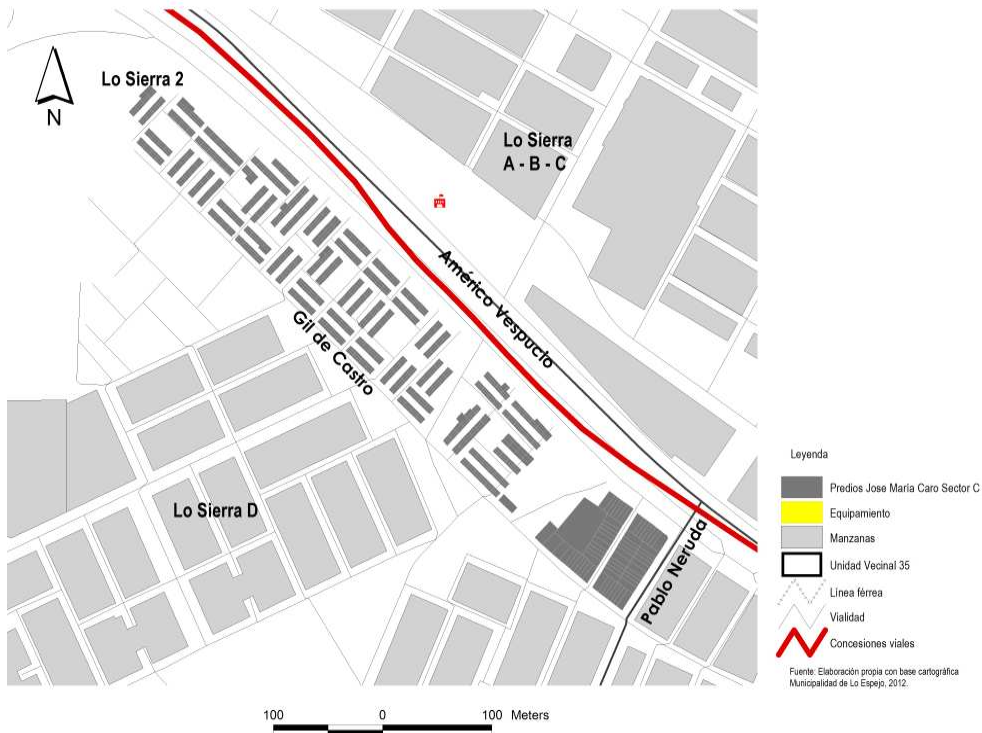 Lo Sierra 2
N
Lo Sierra
A - B - C
Américo Vespucio
Gil de Castro
Lo Sierra D
Pablo Neruda
Leyenda
Predios Jose María Caro Sector C
Equipamiento
Manzanas
Unidad Vecinal 35
Línea férrea
Vialidad
Concesiones viales
Fuente: Elaboración propia con base cartográfica
Municipalidad de Lo Espejo, 2012.
100 0 100 Meters